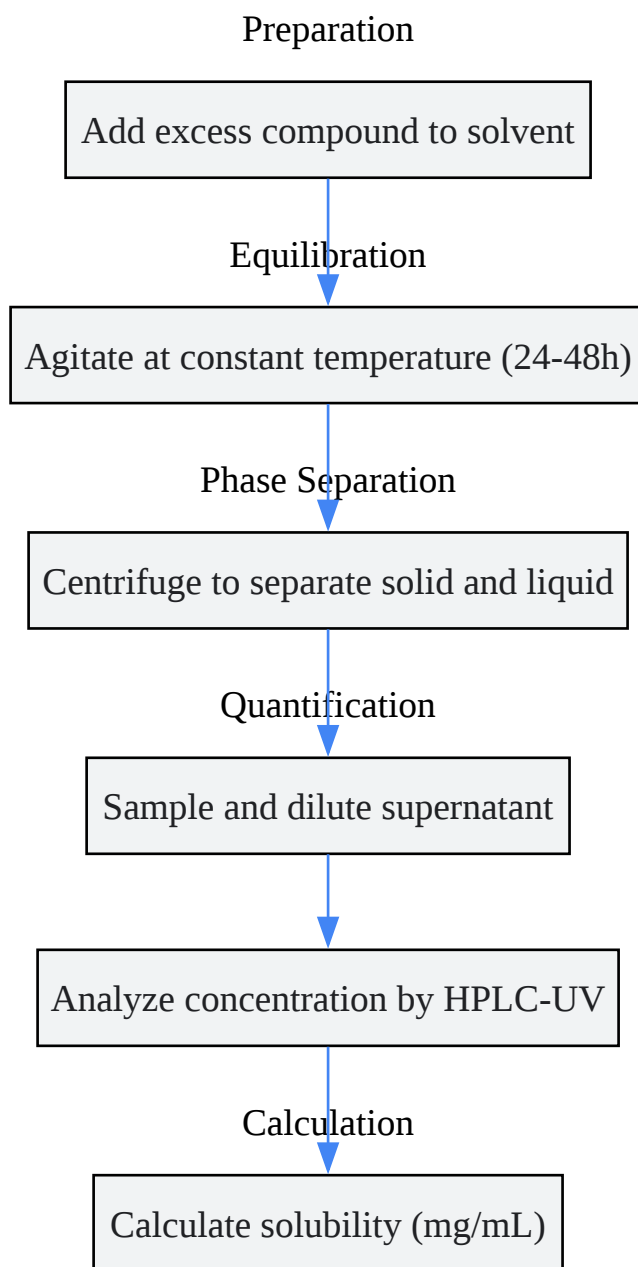 Preparation
Add excess compound to solvent
Equilibration
Agitate at constant temperature (24-48h)
Phase Separation
Centrifuge to separate solid and liquid
Quantification
Sample and dilute supernatant
Analyze concentration by HPLC-UV
Calculation
Calculate solubility (mg/mL)